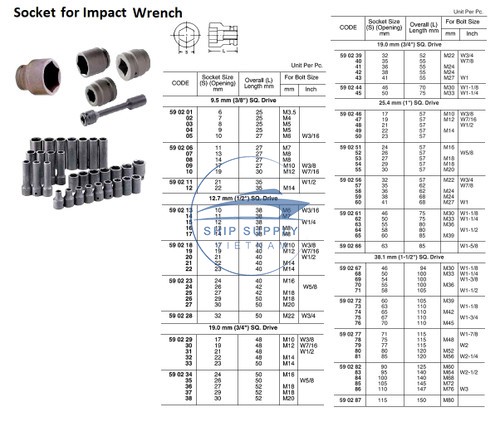 Socket for Impact Wrench
Unit Per Pc.
CODE Socket Size (S) (Opening) mm Overall (L) Length mm For Bolt Size mm Inch
9.5 mm (3/8") SQ. Drive
59 02 01 6 25 M3.5
02 7 25 M4
03 8 25 M5
04 9 25 M5
05 10 27 M6 W3/16
59 02 06 11 27 M7
07 13 27 M8
08 14 27 M8
09 17 30 M10 W3/8
10 19 30 M12 W7/16
59 02 11 21 35 W1/2
12 22 35 M14
12.7 mm (1/2") SQ. Drive
59 02 13 10 38 M6 W3/16
14 11 38 M7
15 12 38 W1/4
16
17
59 02 18 17 40 M10 W3/8
19 19 40 M12 W7/16
20 21 40 W1/2
21 22 40 M14
22 40 M14
59 02 23 24 40 M16
24 26 42 W5/8
25 27 42 M18
26 29 50 M18
27 30 50 M20
59 02 28 32 50 M22 W3/4
19.0 mm (3/4") SQ. Drive
59 02 29 17 48 M10 W3/8
30 19 48 M12 W7/16
31 21 48 W1/2
32 22 48 M14
33 23 50 M14
59 02 34 24 50 M16
35 26 50 W5/8
36 27 52 M18
37 29 52 M18
38 30 52 M20
SHIP SUPPLY
VIETNAM
Unit Per Pc.
CODE Socket Size (S) (Opening) mm Overall (L) Length mm For Bolt Size mm Inch
19.0 mm (3/4") SQ. Drive
59 02 39 32 52 M22 W3/4
40 35 55 W7/8
41 36 55 M24
42 38 55 M24
43 41 58 M27 W1
59 02 44 46 70 M30 W1-1/8
45 50 75 M33 W1-1/4
25.4 mm (1") SQ. Drive
59 02 46 17 57 M10 W3/8
47 19 57 M12 W7/16
48 21 57 W1/2
49 22 57 M14
50 23 57 M14
59 02 51 24 57 M16
52 26 57 W5/8
53 27 57 M18
54 29 57 M18
55 30 57 M20
59 02 56 32 57 M22 W3/4
57 35 62 W7/8
58 36 62 M24
59 38 68 M24
60 41 68 M27 W1
59 02 61 46 75 M30 W1-1/8
62 50 75 M33 W1-1/4
63 54 80 W1-3/8
64 58 80 W1-1/2
65 60 85 M39
59 02 66 63 85 W1-5/8
38.1 mm (1-1/2") SQ. Drive
59 02 67 46 94 M30 W1-1/8
68 50 100 M33 W1-1/4
69 54 100 W1-3/8
70 55 100 M36
71 58 105 W1-1/2
59 02 72 60 105 M39
73 63 110 W1-5/8
74 65 110 M42
75 67 110 W1-3/4
76 70 110 M45
59 02 77 71 115 W1-7/8
78 75 115 M48
79 77 115 W2
80 80 120 M52
81 85 120 M56 W2-1/4
59 02 82 90 125 M60
83 95 140 M64 W2-1/2
84 100 140 M68
85 105 145 M72
86 110 147 M76 W3
59 02 87 115 150 M80